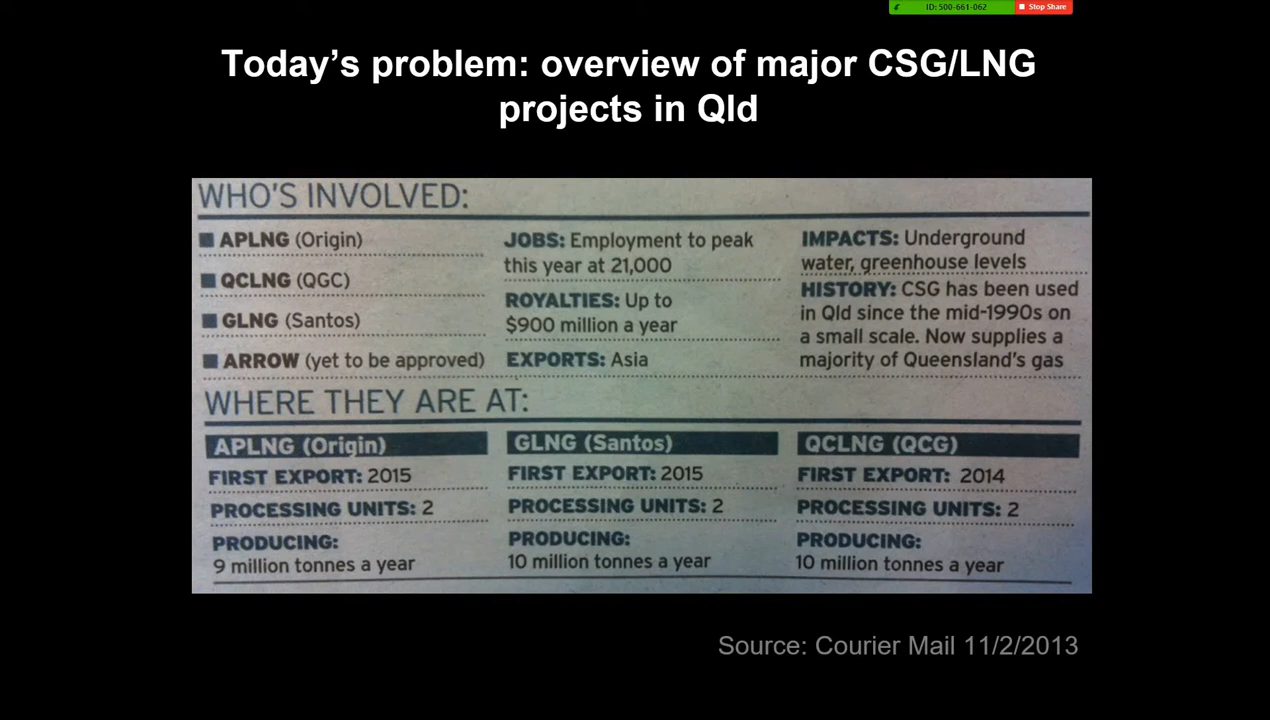 ID: 500-661-062
Stop Share
Today's problem: overview of major CSG/LNG
projects in Qld
WHO'S INVOLVED:
APLNG (Origin)
QCLNG (QGC)
GLNG (Santos)
ARROW (yet to be approved)
JOBS: Employment to peak
this year at 21,000
ROYALTIES: Up to
$900 million a year
EXPORTS: Asia
IMPACTS: Underground
water, greenhouse levels
HISTORY: CSG has been used
in Qld since the mid-1990s on
a small scale. Now supplies a
majority of Queensland's gas
WHERE THEY ARE AT:
APLNG (Origin)
FIRST EXPORT: 2015
PROCESSING UNITS: 2
PRODUCING:
9 million tonnes a year
GLNG (Santos)
FIRST EXPORT: 2015
PROCESSING UNITS: 2
PRODUCING:
10 million tonnes a year
QCLNG (QCG)
FIRST EXPORT: 2014
PROCESSING UNITS: 2
PRODUCING:
10 million tonnes a year
Source: Courier Mail 11/2/2013